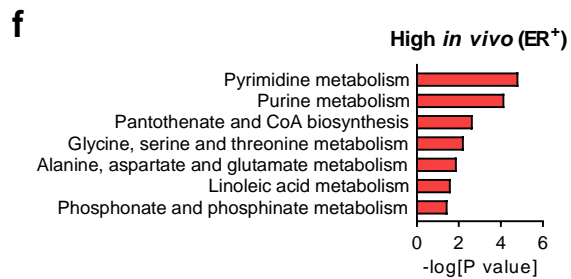 f
High in vivo (ER⁺)
Pyrimidine metabolism
Purine metabolism
Pantothenate and CoA biosynthesis
Glycine, serine and threonine metabolism
Alanine, aspartate and glutamate metabolism
Linoleic acid metabolism
Phosphonate and phosphinate metabolism
0 2 4 6
-log[P value]